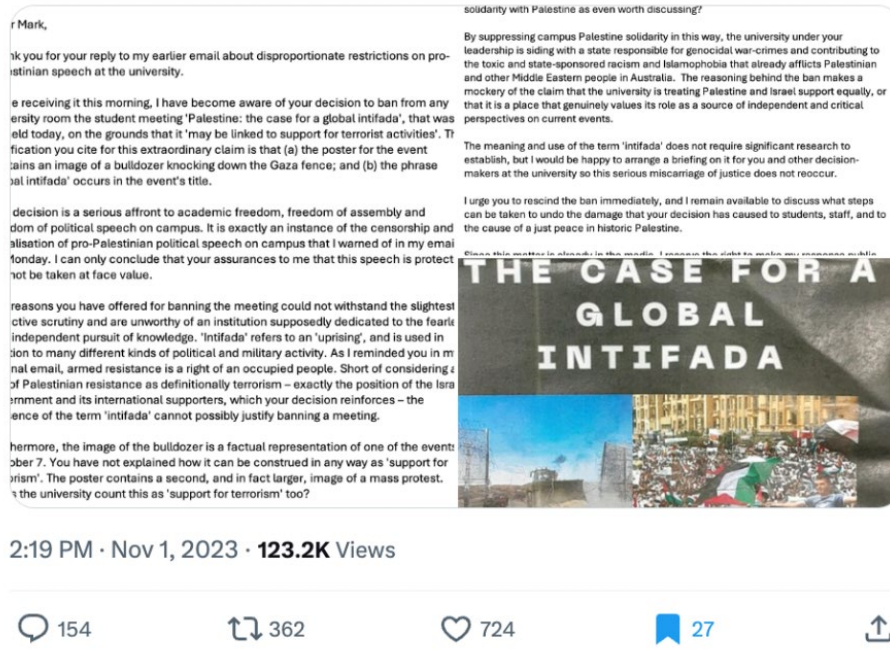 r Mark,
nk you for your reply to my earlier email about disproportionate restrictions on pro-
stinian speech at the university.
e receiving it this morning, I have become aware of your decision to ban from any
ersity room the student meeting 'Palestine: the case for a global intifada', that was
eld today, on the grounds that it 'may be linked to support for terrorist activities'. Th
fication you cite for this extraordinary claim is that (a) the poster for the event
ains an image of a bulldozer knocking down the Gaza fence; and (b) the phrase
al intifada' occurs in the event's title.
decision is a serious affront to academic freedom, freedom of assembly and
dom of political speech on campus. It is exactly an instance of the censorship and
alisation of pro-Palestinian political speech on campus that I warned of in my emai
Monday. I can only conclude that your assurances to me that this speech is protect
not be taken at face value.
reasons you have offered for banning the meeting could not withstand the slightest
ctive scrutiny and are unworthy of an institution supposedly dedicated to the fearle
independent pursuit of knowledge. 'Intifada' refers to an 'uprising', and is used in
tion to many different kinds of political and military activity. As I reminded you in m
nal email, armed resistance is a right of an occupied people. Short of considering a
of Palestinian resistance as definitionally terrorism – exactly the position of the Isra
ernment and its international supporters, which your decision reinforces – the
ence of the term 'intifada' cannot possibly justify banning a meeting.
hermore, the image of the bulldozer is a factual representation of one of the events
ober 7. You have not explained how it can be construed in any way as 'support for
orism'. The poster contains a second, and in fact larger, image of a mass protest.
s the university count this as 'support for terrorism' too?
solidarity with Palestine as even worth discussing?
By suppressing campus Palestine solidarity in this way, the university under your
leadership is siding with a state responsible for genocidal war-crimes and contributing to
the toxic and state-sponsored racism and Islamophobia that already afflicts Palestinian
and other Middle Eastern people in Australia. The reasoning behind the ban makes a
mockery of the claim that the university is treating Palestine and Israel support equally, or
that it is a place that genuinely values its role as a source of independent and critical
perspectives on current events.
The meaning and use of the term 'intifada' does not require significant research to
establish, but I would be happy to arrange a briefing on it for you and other decision-
makers at the university so this serious miscarriage of justice does not reoccur.
I urge you to rescind the ban immediately, and I remain available to discuss what steps
can be taken to undo the damage that your decision has caused to students, staff, and to
the cause of a just peace in historic Palestine.
Since this matter is already in the media, I reserve the right to make my response public
THE CASE FOR A
GLOBAL
INTIFADA
2:19 PM · Nov 1, 2023 · 123.2K Views
154 362 724 27